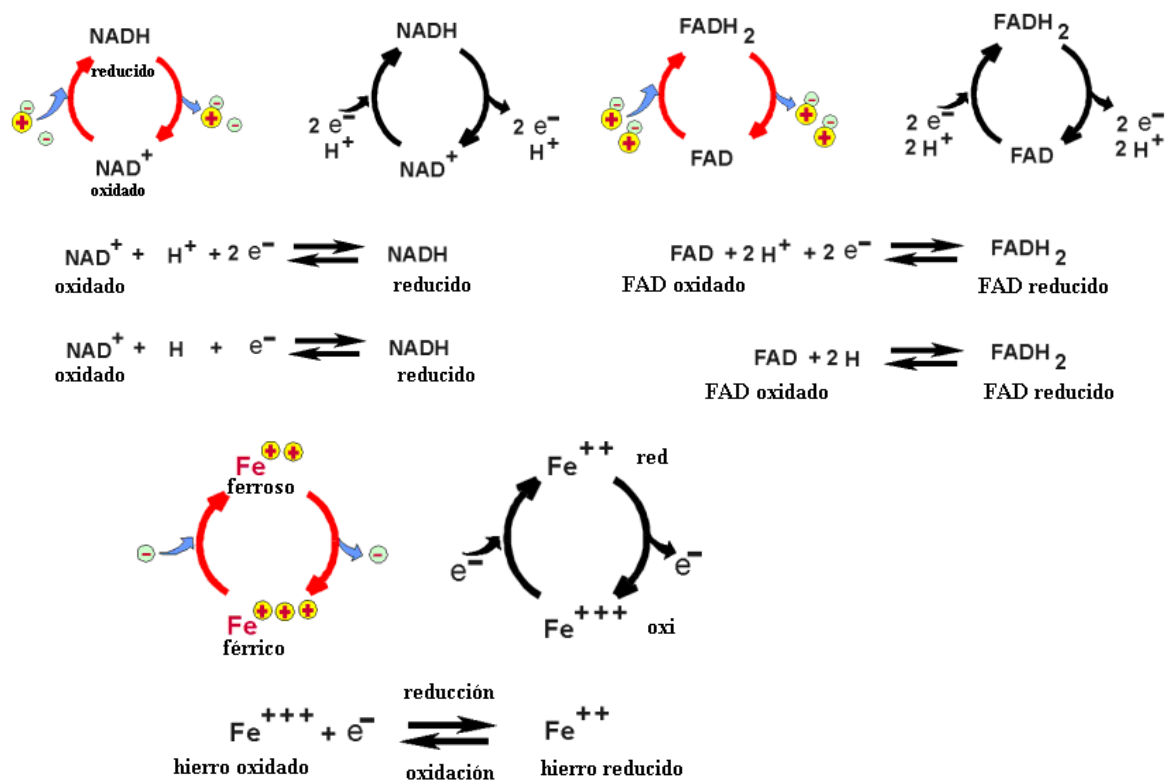 NADH
reducido
NAD+
oxidado
NADH
2 e− H+
2 e− H+
NAD+
FADH2
FAD
FADH2
2 e− 2 H+
2 e− 2 H+
FAD
NAD+ + H+ + 2 e− NADH
oxidado reducido
FAD + 2 H+ + 2 e− FADH2
FAD oxidado FAD reducido
NAD+ + H + e− NADH
oxidado reducido
FAD + 2 H FADH2
FAD oxidado FAD reducido
Fe ++
ferroso
−
−
Fe +++
férrico
Fe++ red
e−
e−
Fe+++ oxi
reducción
Fe+++ + e− Fe++
hierro oxidado oxidación hierro reducido